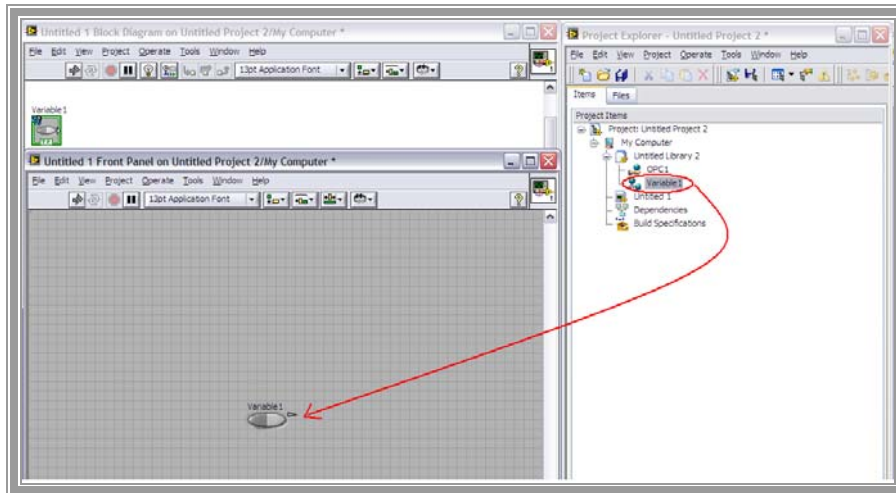 Untitled 1 Block Diagram on Untitled Project 2/My Computer *
File Edit View Project Operate Tools Window Help
13pt Application Font
Variable1
TF
Untitled 1 Front Panel on Untitled Project 2/My Computer *
File Edit View Project Operate Tools Window Help
13pt Application Font
Variable1
Project Explorer - Untitled Project 2 *
File Edit View Project Operate Tools Window Help
Items Files
Project Items
Project: Untitled Project 2
My Computer
Untitled Library 2
OPC1
Variable1
Untitled 1
Dependencies
Build Specifications